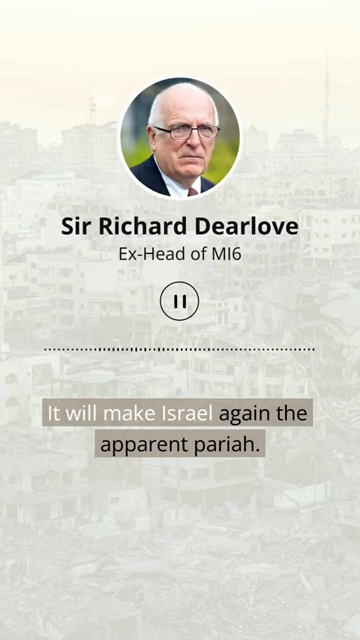 Sir Richard Dearlove
Ex-Head of MI6
It will make Israel again the
apparent pariah.